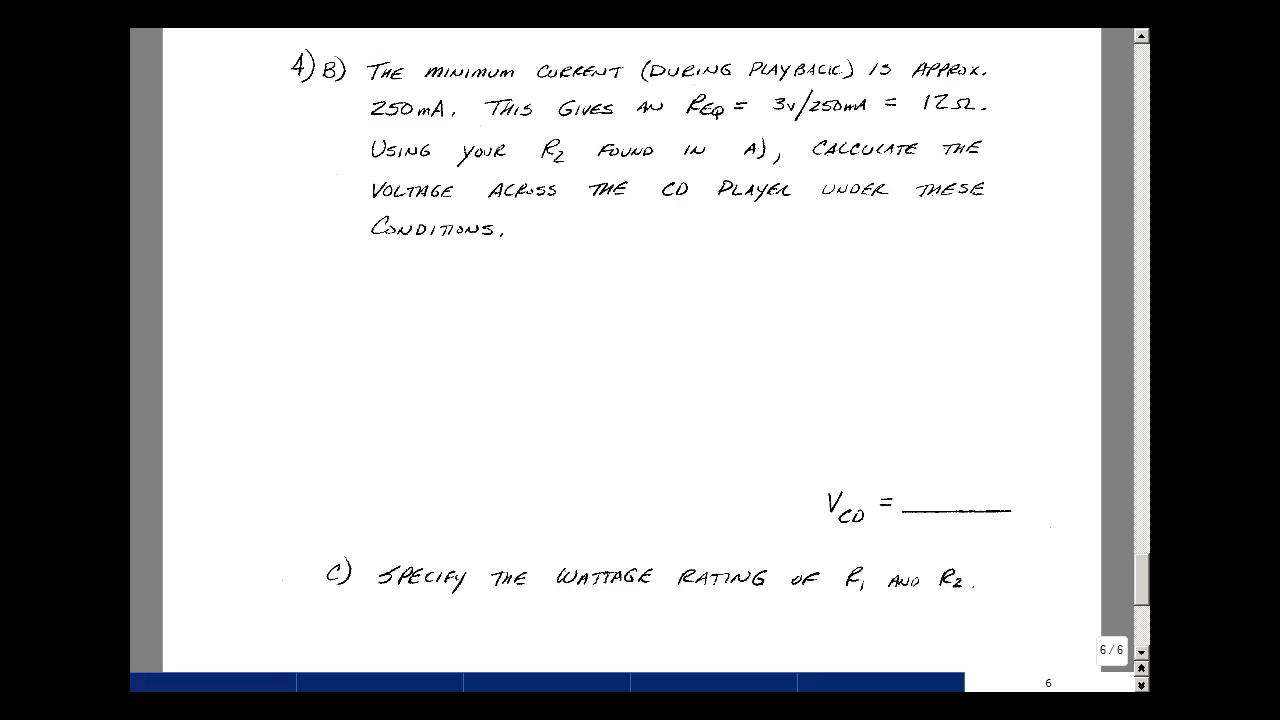 4) B) THE MINIMUM CURRENT (DURING PLAYBACK) IS APPROX.
250mA. THIS GIVES AN REQ = 3V/250mA = 12Ω.
USING YOUR R2 FOUND IN A), CALCULATE THE
VOLTAGE ACROSS THE CD PLAYER UNDER THESE
CONDITIONS.
VCD = ________
C) SPECIFY THE WATTAGE RATING OF R1 AND R2.
6 / 6
6